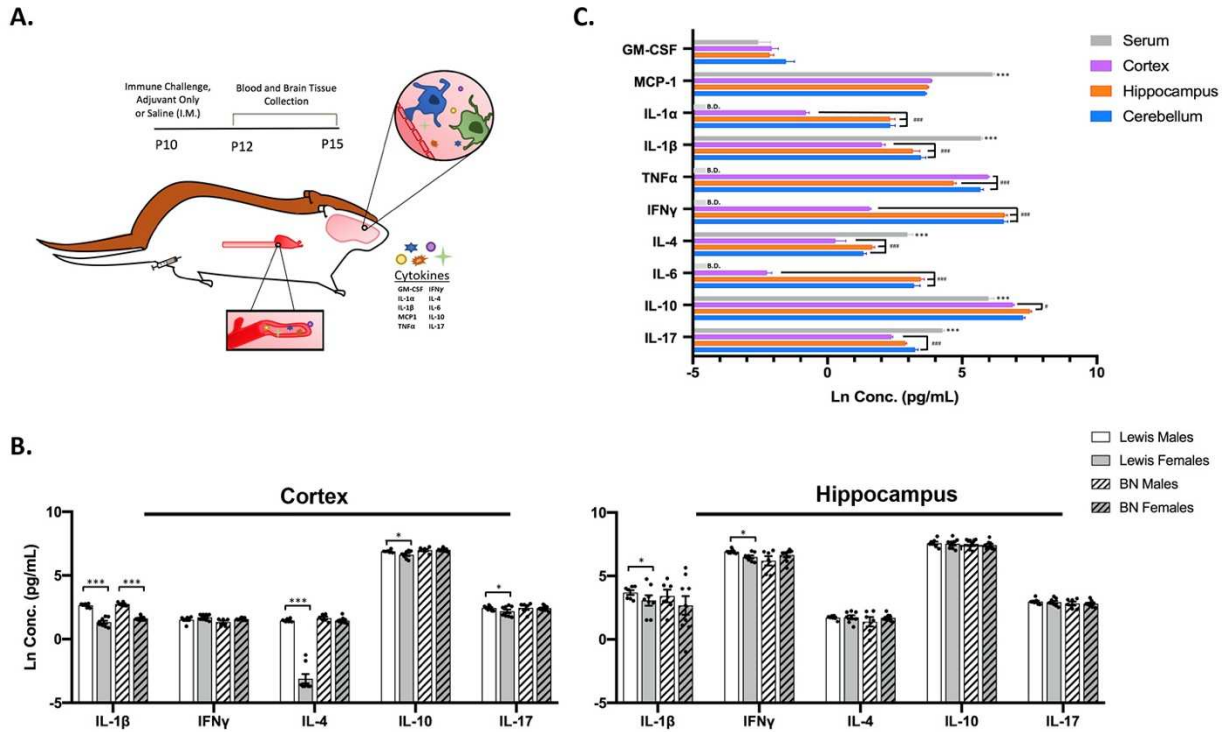 A.
Immune Challenge,
Adjuvant Only
or Saline (I.M.)
Blood and Brain Tissue
Collection
P10
P12
P15
Cytokines
GM-CSF IFNγ
IL-1α IL-4
IL-1β IL-6
MCP1 IL-10
TNFα IL-17
C.
Serum
Cortex
Hippocampus
Cerebellum
GM-CSF
MCP-1 ***
IL-1α B.D. ###
IL-1β *** ###
TNFα B.D. ###
IFNγ B.D. ###
IL-4 *** ###
IL-6 B.D. ###
IL-10 *** #
IL-17 *** ###
-5 0 5 10
Ln Conc. (pg/mL)
B.
Lewis Males
Lewis Females
BN Males
BN Females
Cortex
Ln Conc. (pg/mL)
10
5
0
-5
*** *** *** * *
IL-1β IFNγ IL-4 IL-10 IL-17
Hippocampus
10
5
0
-5
* *
IL-1β IFNγ IL-4 IL-10 IL-17